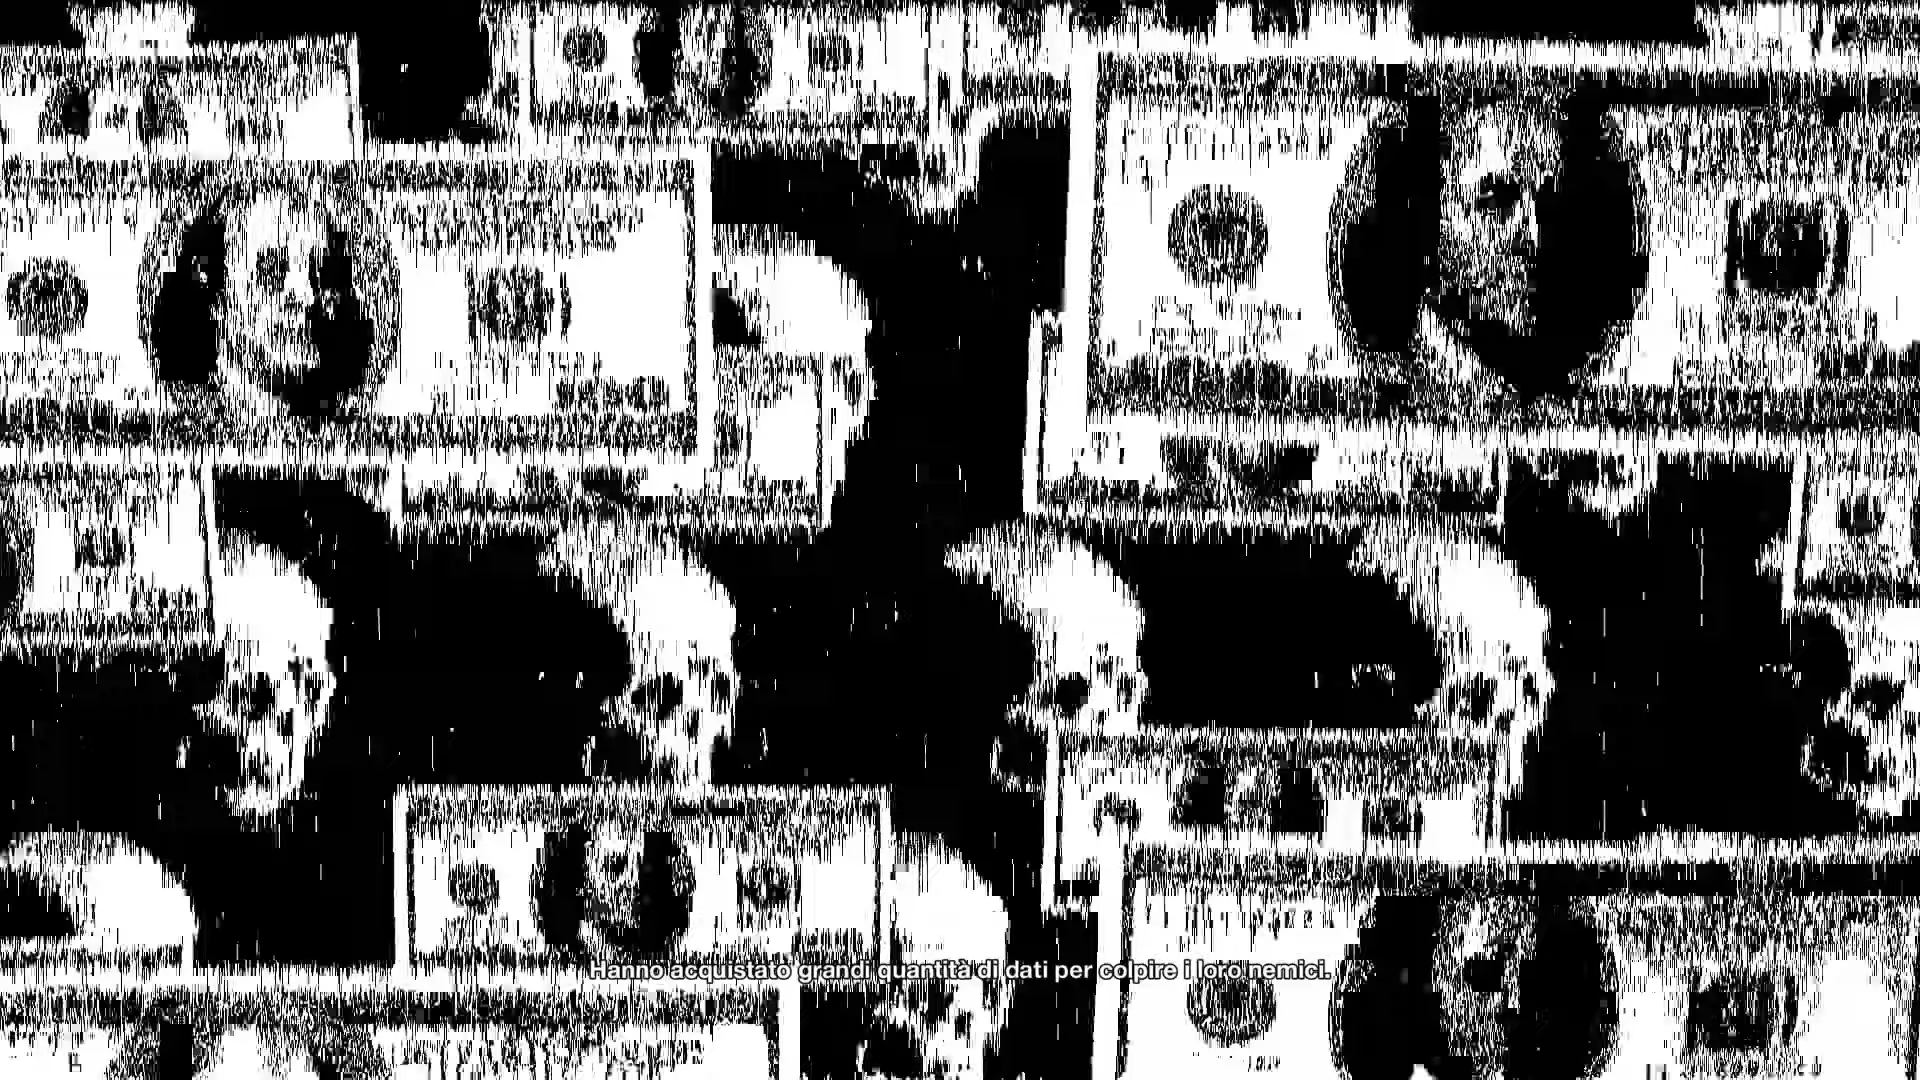 Hanno acquistato grandi quantità di dati per colpire i loro nemici.